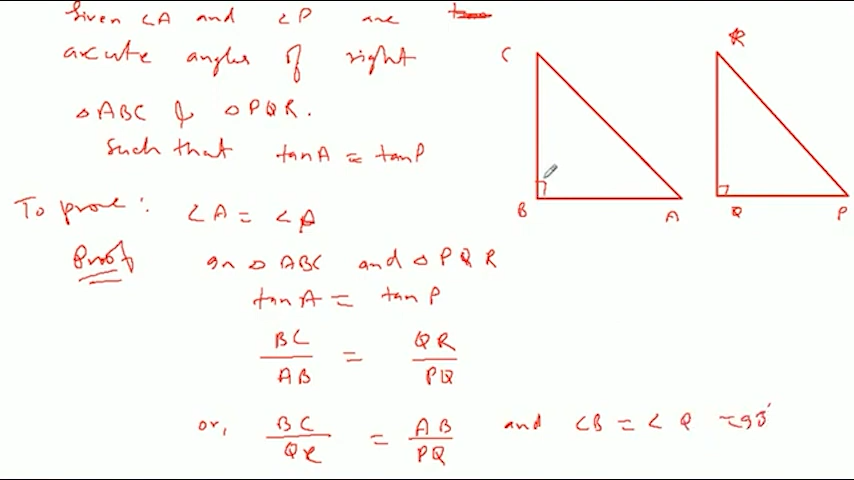 Given ∠A and ∠P are
acute angles of right
△ABC & △PQR.
Such that tanA = tanP
To prove: ∠A = ∠P
Proof In △ABC and △PQR
tanA = tanP
BC/AB = QR/PQ
or, BC/QR = AB/PQ and ∠B = ∠Q = 90°
C
B
A
R
Q
P